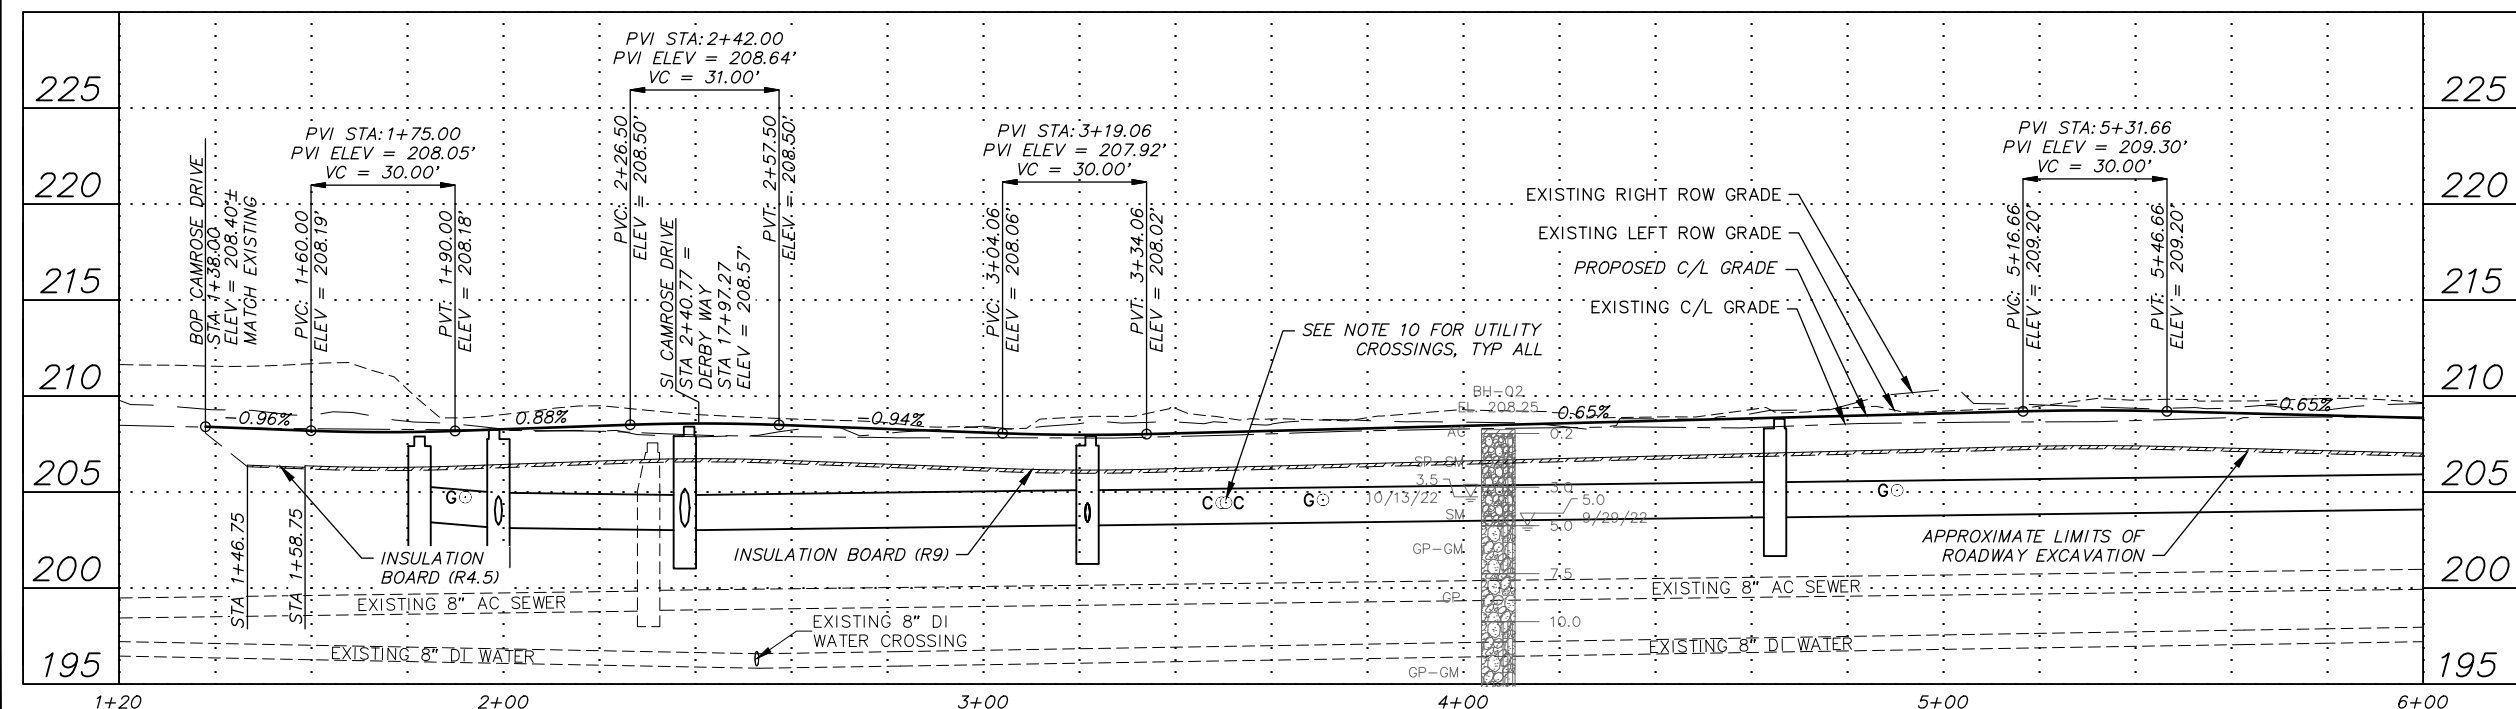 PVI STA: 2+42.00
PVI ELEV = 208.64'
VC = 31.00'
PVI STA: 1+75.00
PVI ELEV = 208.05'
VC = 30.00'
PVI STA: 3+19.06
PVI ELEV = 207.92'
VC = 30.00'
PVI STA: 5+31.66
PVI ELEV = 209.30'
VC = 30.00'
225
220
215
210
205
200
195
225
220
215
210
205
200
195
BOP CAMROSE DRIVE
STA 1+38.00
ELEV = 208.40'±
MATCH EXISTING
PVC: 1+60.00
ELEV = 208.19'
PVT: 1+90.00
ELEV = 208.18'
PVC: 2+26.50
ELEV = 208.50'
SI CAMROSE DRIVE
STA 2+40.77 =
DERBY WAY
STA 17+97.27
ELEV = 208.57'
PVT: 2+57.50
ELEV = 208.50'
PVC: 3+04.06
ELEV = 208.06'
PVT: 3+34.06
ELEV = 208.02'
PVC: 5+16.66
ELEV = 209.20'
PVT: 5+46.66
ELEV = 209.20'
EXISTING RIGHT ROW GRADE
EXISTING LEFT ROW GRADE
PROPOSED C/L GRADE
EXISTING C/L GRADE
SEE NOTE 10 FOR UTILITY
CROSSINGS, TYP ALL
-0.96%
0.88%
-0.94%
0.65%
-0.65%
BH-02
EL. 208.25
AC
0.2
SP-SM
3.5
10/13/22
3.0
5.0
9/29/22
SM
5.0
GP-GM
7.5
GP
10.0
GP-GM
G
C C
G
G
INSULATION
BOARD (R4.5)
INSULATION BOARD (R9)
APPROXIMATE LIMITS OF
ROADWAY EXCAVATION
STA 1+46.75
STA 1+58.75
EXISTING 8" AC SEWER
EXISTING 8" AC SEWER
EXISTING 8" DI
WATER CROSSING
EXISTING 8" DI WATER
EXISTING 8" DI WATER
1+20
2+00
3+00
4+00
5+00
6+00